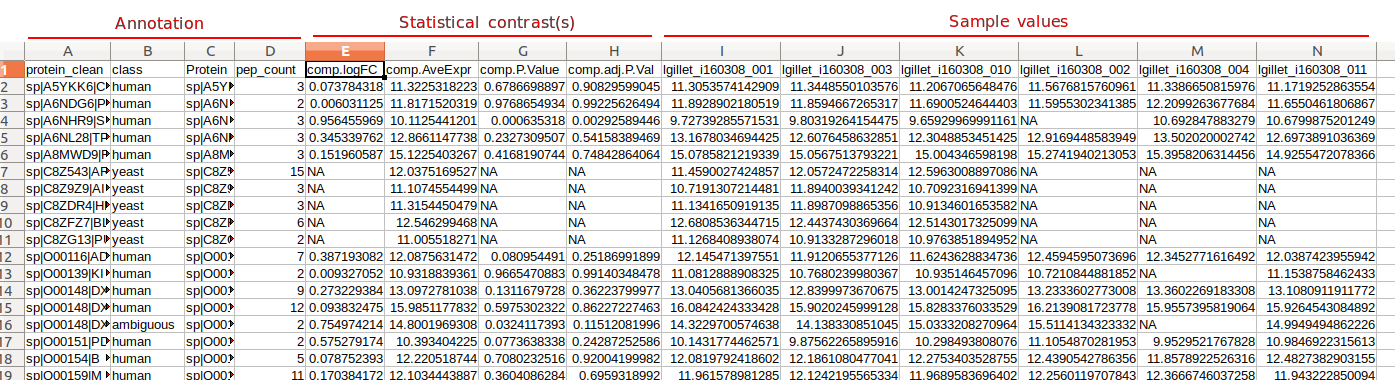 Annotation Statistical contrast(s) Sample values
A B C D E F G H I J K L M N
1 protein_clean class Protein pep_count comp.logFC comp.AveExpr comp.P.Value comp.adj.P.Val lgillet_i160308_001 lgillet_i160308_003 lgillet_i160308_010 lgillet_i160308_002 lgillet_i160308_004 lgillet_i160308_011
2 sp|A5YKK6|C human sp|A5Y 3 0.073784318 11.3225318223 0.6786698897 0.90829599045 11.3053574142909 11.3448550103576 11.2067065648476 11.5676815760961 11.3386650815976 11.1719252863554
3 sp|A6NDG6|P human sp|A6N 2 0.006031125 11.8171520319 0.9768654934 0.99225626494 11.8928902180519 11.8594667265317 11.6900524644403 11.5955302341385 12.2099263677684 11.6550461806867
4 sp|A6NHR9|S human sp|A6N 3 0.956455969 10.1125441201 0.000635318 0.00292589446 9.72739285571531 9.80319264154475 9.65929969991161 NA 10.692847883279 10.6799875201249
5 sp|A6NL28|TP human sp|A6N 3 0.345339762 12.8661147738 0.2327309507 0.54158389469 13.1678034694425 12.6076458632851 12.3048853451425 12.9169448583949 13.502020002742 12.6973891036369
6 sp|A8MWD9|F human sp|A8M 3 0.151960587 15.1225403267 0.4168190744 0.74842864064 15.0785821219339 15.0567513793221 15.004346598198 15.2741940213053 15.3958206314456 14.9255472078366
7 sp|C8Z543|AF yeast sp|C8Z 15 NA 12.0375169527 NA NA 11.4590027424857 12.0572472258314 12.5963008897086 NA NA NA
8 sp|C8Z9Z9|AI yeast sp|C8Z 3 NA 11.1074554499 NA NA 10.7191307214481 11.8940039341242 10.7092316941399 NA NA NA
9 sp|C8ZDR4|H yeast sp|C8Z 3 NA 11.3154450479 NA NA 11.1341650919135 11.8987098865356 10.9134601653582 NA NA NA
10 sp|C8ZFZ7|BI yeast sp|C8Z 6 NA 12.546299468 NA NA 12.6808536344715 12.4437430369664 12.5143017325099 NA NA NA
11 sp|C8ZG13|PI yeast sp|C8Z 2 NA 11.005518271 NA NA 11.1268408938074 10.9133287296018 10.9763851894952 NA NA NA
12 sp|O00116|AD human sp|O00 7 0.387193082 12.0875631472 0.080954491 0.25186991899 12.145471397551 11.9120655377126 11.6243628834736 12.4594595073696 12.3452771616492 12.0387423955942
13 sp|O00139|KI human sp|O00 2 0.009327052 10.9318839361 0.9665470883 0.99140348478 11.0812888908325 10.7680239980367 10.935146457096 10.7210844881852 NA 11.1538758462433
14 sp|O00148|DX human sp|O00 9 0.273229384 13.0972781038 0.1311679728 0.36223799977 13.0405681366035 12.8399973670675 13.0014247325095 13.2333602773008 13.3602269183308 13.1080911911772
15 sp|O00148|DX human sp|O00 12 0.093832475 15.9851177832 0.5975302322 0.86227227463 16.0842424333428 15.9020245999128 15.8283376033529 16.2139081723778 15.9557395819064 15.9264543084892
16 sp|O00148|DX ambiguous sp|O00 2 0.754974214 14.8001969308 0.0324117393 0.11512081996 14.3229700574638 14.138330851045 15.0333208270964 15.5114134323332 NA 14.9949494862226
17 sp|O00151|PD human sp|O00 2 0.575279174 10.393404225 0.0773638338 0.24287252586 10.1431774462571 9.87562265895916 10.298493808076 11.1054870281953 9.9529521767828 10.9846922315613
18 sp|O00154|B human sp|O00 5 0.078752393 12.220518744 0.7080232516 0.92004199982 12.0819792418602 12.1861080477041 12.2753403528755 12.4390542786356 11.8578922526316 12.4827382903155
19 sp|O00159|M human sp|O00 11 0.170384172 12.1034443887 0.3604086284 0.6959318992 11.961578981285 12.1242195565334 11.9689583696402 12.2560119707843 12.3666746037258 11.943222850094